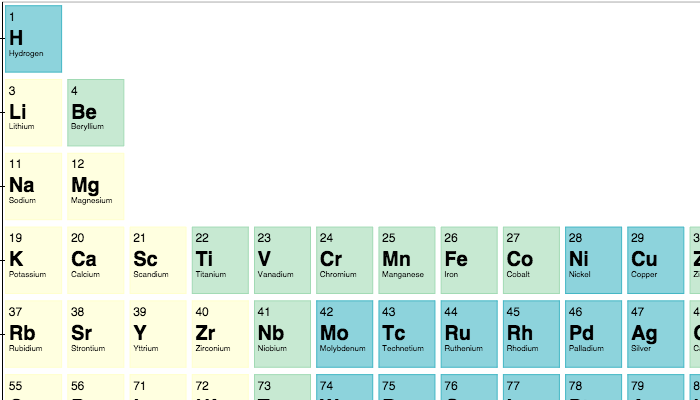 1
H
Hydrogen
3 4
Li Be
Lithium Beryllium
11 12
Na Mg
Sodium Magnesium
19 20 21 22 23 24 25 26 27 28 29
K Ca Sc Ti V Cr Mn Fe Co Ni Cu
Potassium Calcium Scandium Titanium Vanadium Chromium Manganese Iron Cobalt Nickel Copper
37 38 39 40 41 42 43 44 45 46 47
Rb Sr Y Zr Nb Mo Tc Ru Rh Pd Ag
Rubidium Strontium Yttrium Zirconium Niobium Molybdenum Technetium Ruthenium Rhodium Palladium Silver
55 56 71 72 73 74 75 76 77 78 79